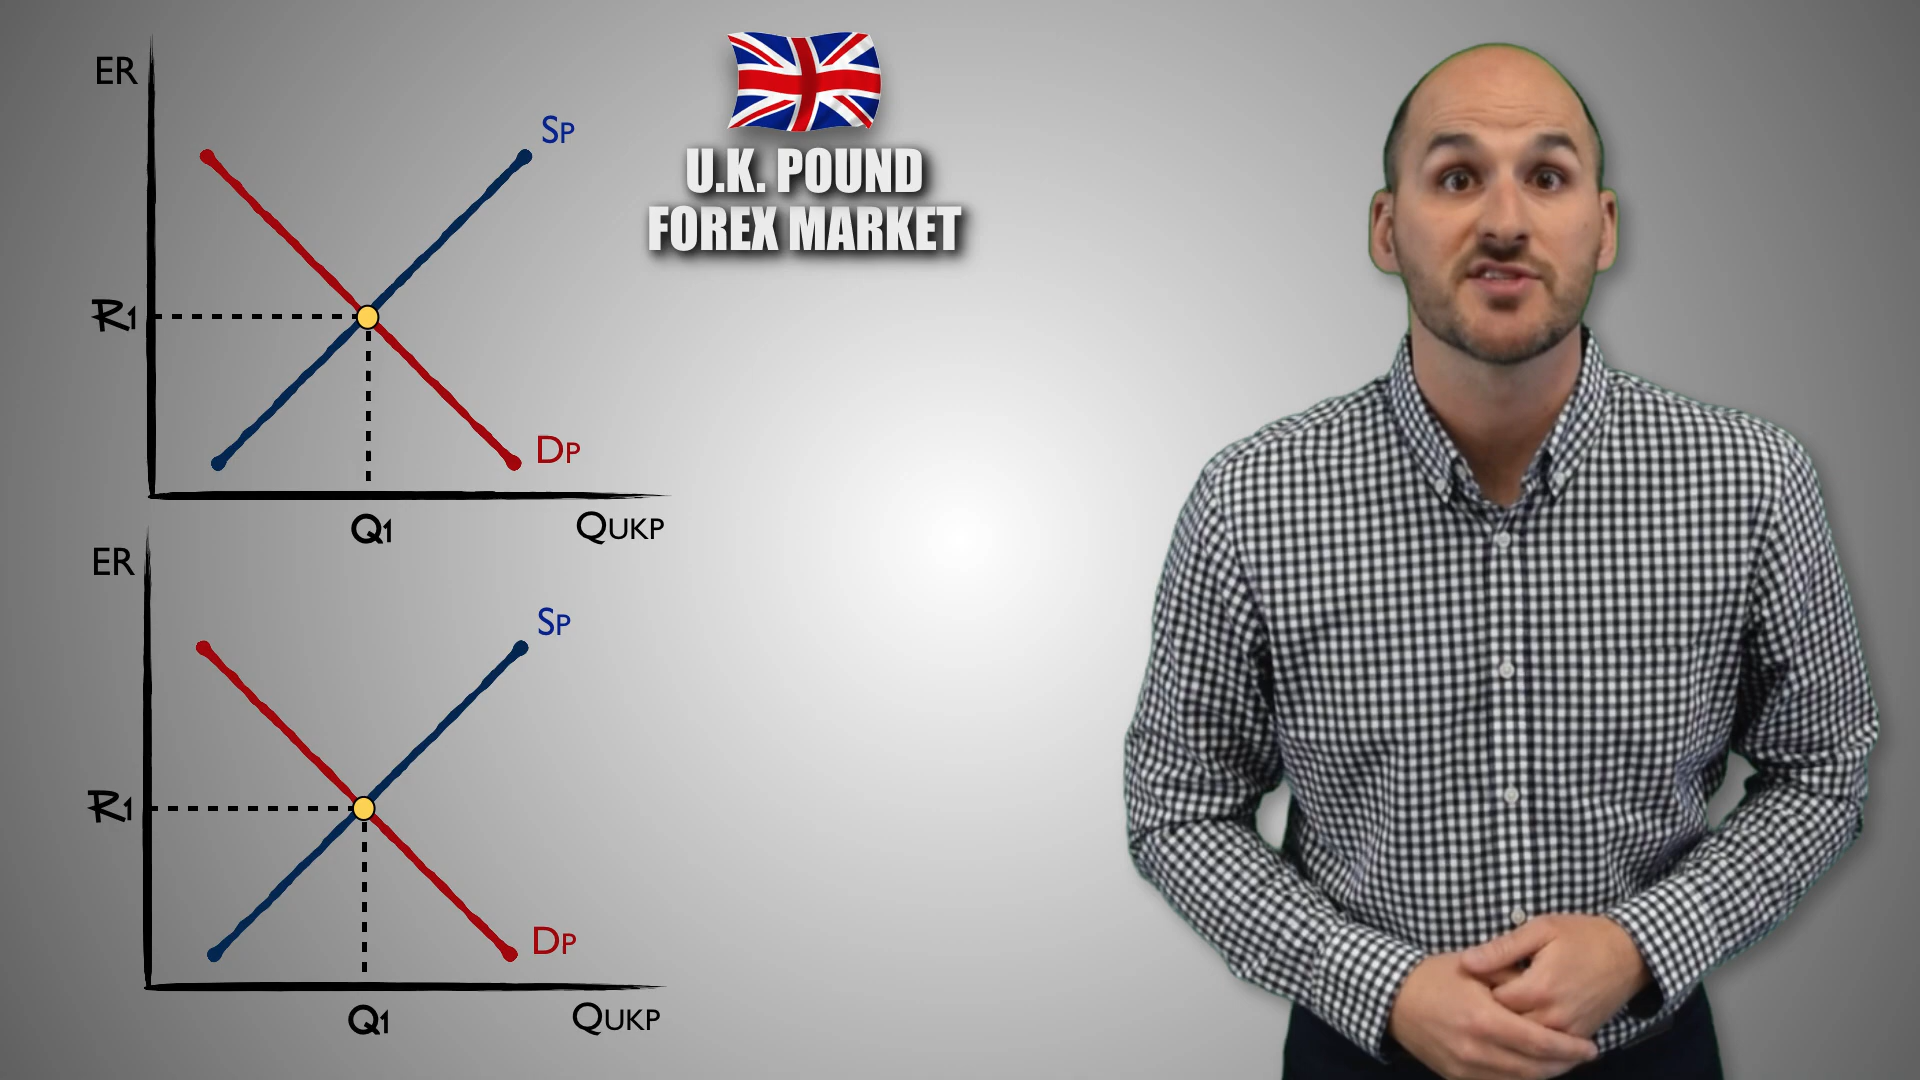 ER
SP
U.K. POUND
FOREX MARKET
R1
DP
Q1
QUKP
ER
SP
R1
DP
Q1
QUKP